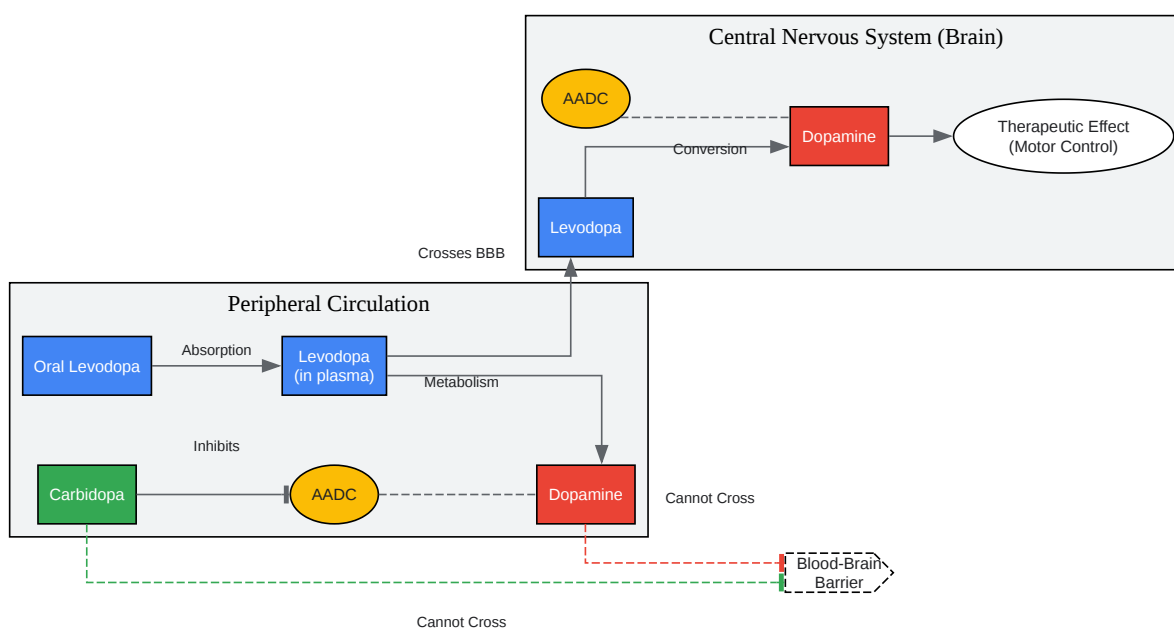 Central Nervous System (Brain)
AADC
Dopamine
Therapeutic Effect
(Motor Control)
Conversion
Levodopa
Crosses BBB
Peripheral Circulation
Oral Levodopa
Absorption
Levodopa
(in plasma)
Metabolism
Inhibits
Carbidopa
AADC
Dopamine
Cannot Cross
Blood-Brain
Barrier
Cannot Cross